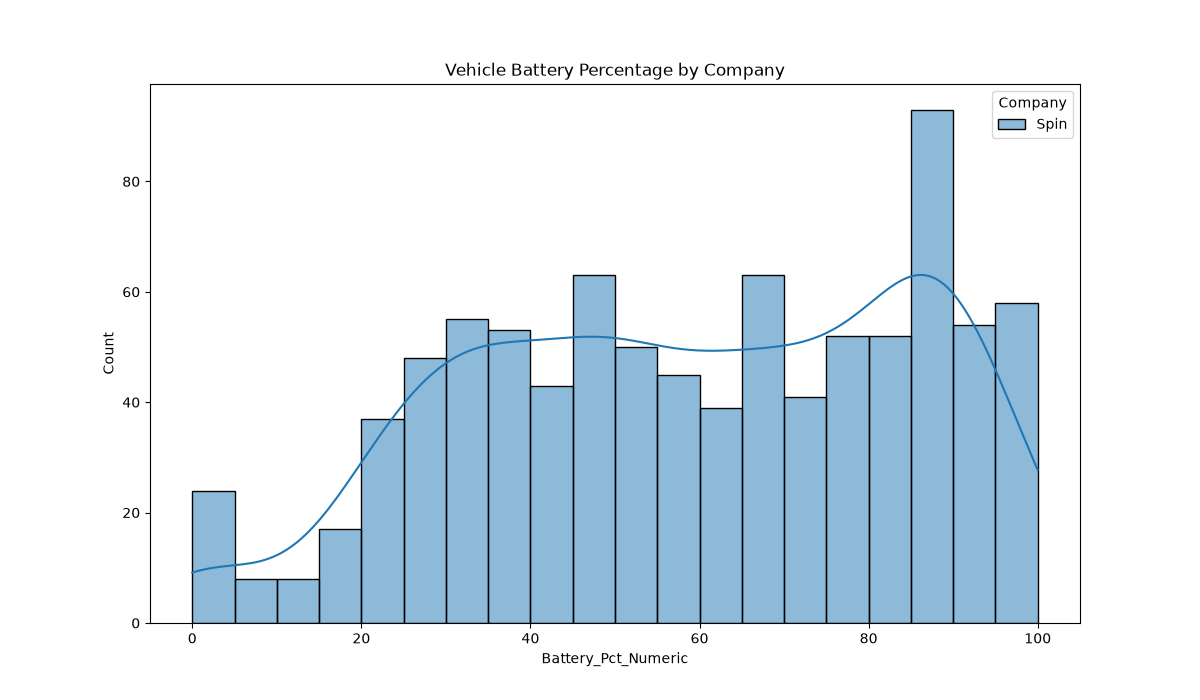 Vehicle Battery Percentage by Company
Company
Spin
80
60
40
20
0
Count
0 20 40 60 80 100
Battery_Pct_Numeric